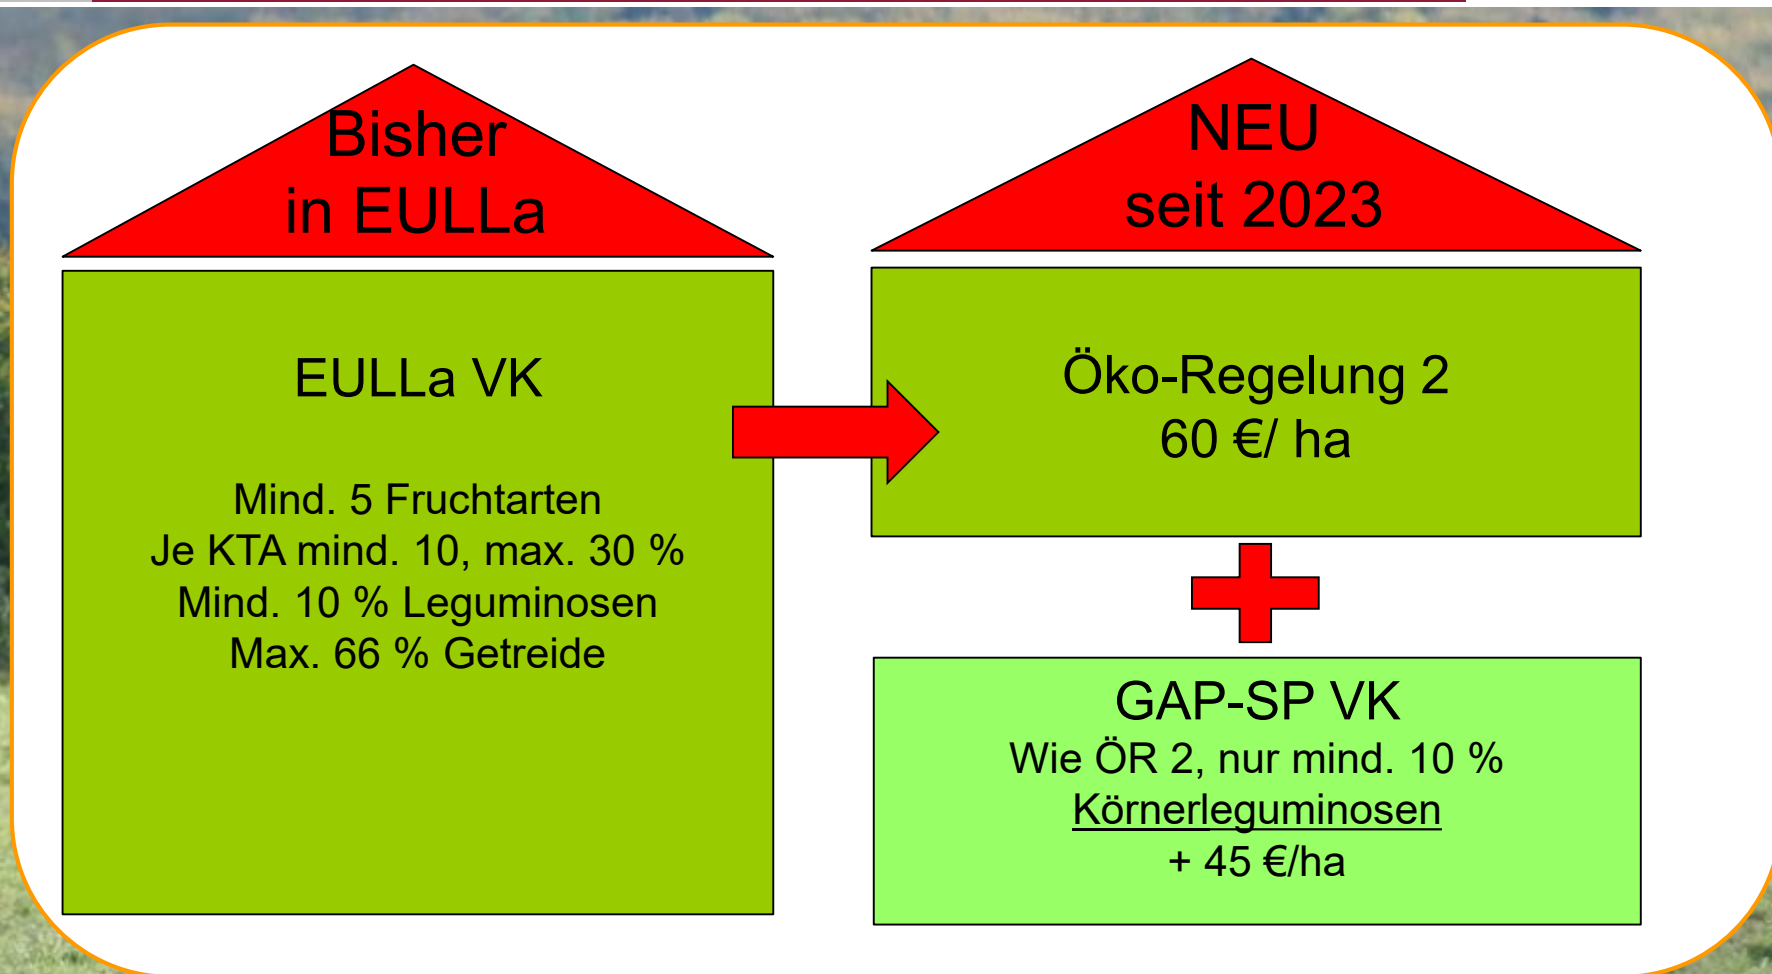 Bisher
in EULLa
EULLa VK
Mind. 5 Fruchtarten
Je KTA mind. 10, max. 30 %
Mind. 10 % Leguminosen
Max. 66 % Getreide
NEU
seit 2023
Öko-Regelung 2
60 €/ ha
GAP-SP VK
Wie ÖR 2, nur mind. 10 %
Körnerleguminosen
+ 45 €/ha